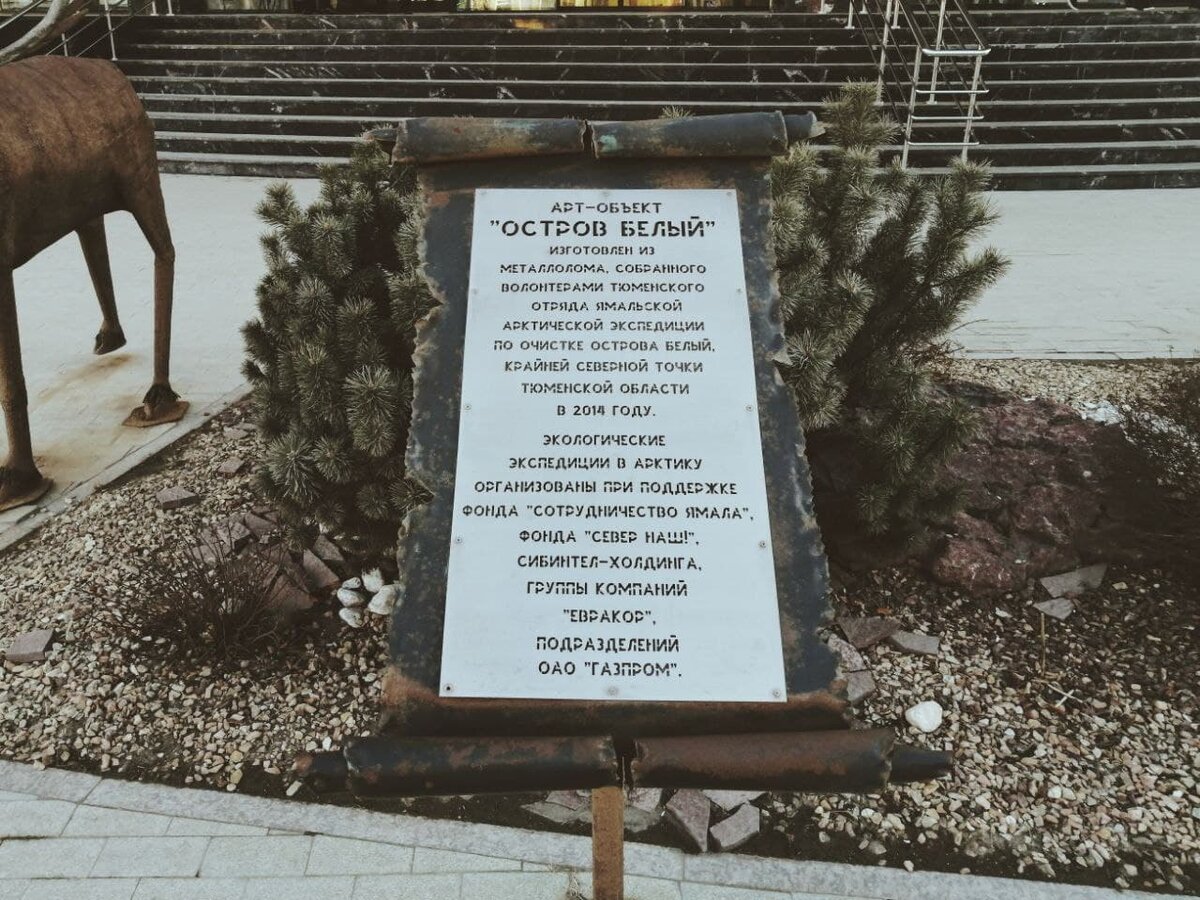 АРТ-ОБЪЕКТ
"ОСТРОВ БЕЛЫЙ"
ИЗГОТОВЛЕН ИЗ
МЕТАЛЛОЛОМА, СОБРАННОГО
ВОЛОНТЕРАМИ ТЮМЕНСКОГО
ОТРЯДА ЯМАЛЬСКОЙ
АРКТИЧЕСКОЙ ЭКСПЕДИЦИИ
ПО ОЧИСТКЕ ОСТРОВА БЕЛЫЙ,
КРАЙНЕЙ СЕВЕРНОЙ ТОЧКИ
ТЮМЕНСКОЙ ОБЛАСТИ
В 2014 ГОДУ.
ЭКОЛОГИЧЕСКИЕ
ЭКСПЕДИЦИИ В АРКТИКУ
ОРГАНИЗОВАНЫ ПРИ ПОДДЕРЖКЕ
ФОНДА "СОТРУДНИЧЕСТВО ЯМАЛА",
ФОНДА "СЕВЕР НАШ!",
СИБИНТЕЛ-ХОЛДИНГА,
ГРУППЫ КОМПАНИЙ
"ЕВРАКОР",
ПОДРАЗДЕЛЕНИЙ
ОАО "ГАЗПРОМ".